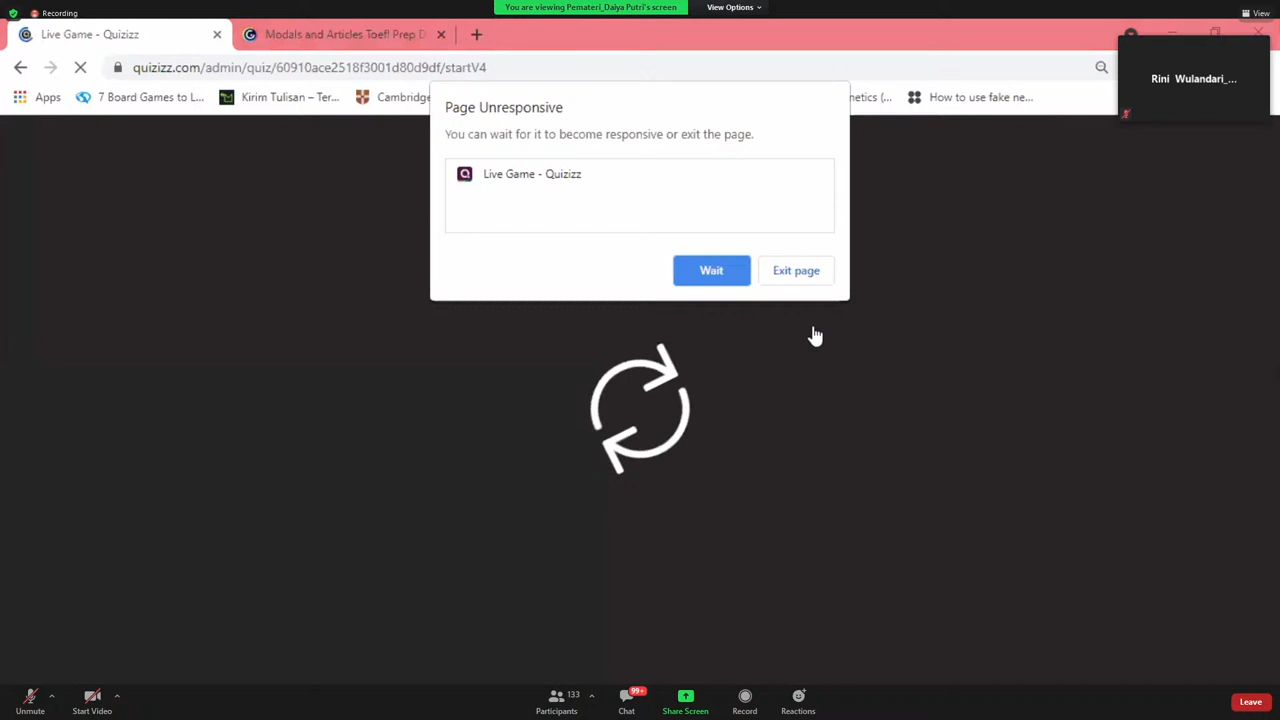 Recording
You are viewing Pemateri_Daiya Putri's screen
View Options
View
Live Game - Quizizz
Modals and Articles Toefl Prep D
quizizz.com/admin/quiz/60910ace2518f3001d80d9df/startV4
Rini Wulandari_...
Apps
7 Board Games to L...
Kirim Tulisan – Ter...
Cambridge
netics (...
How to use fake ne...
Page Unresponsive
You can wait for it to become responsive or exit the page.
Live Game - Quizizz
Wait
Exit page
Unmute
Start Video
133
Participants
99+
Chat
Share Screen
Record
Reactions
Leave